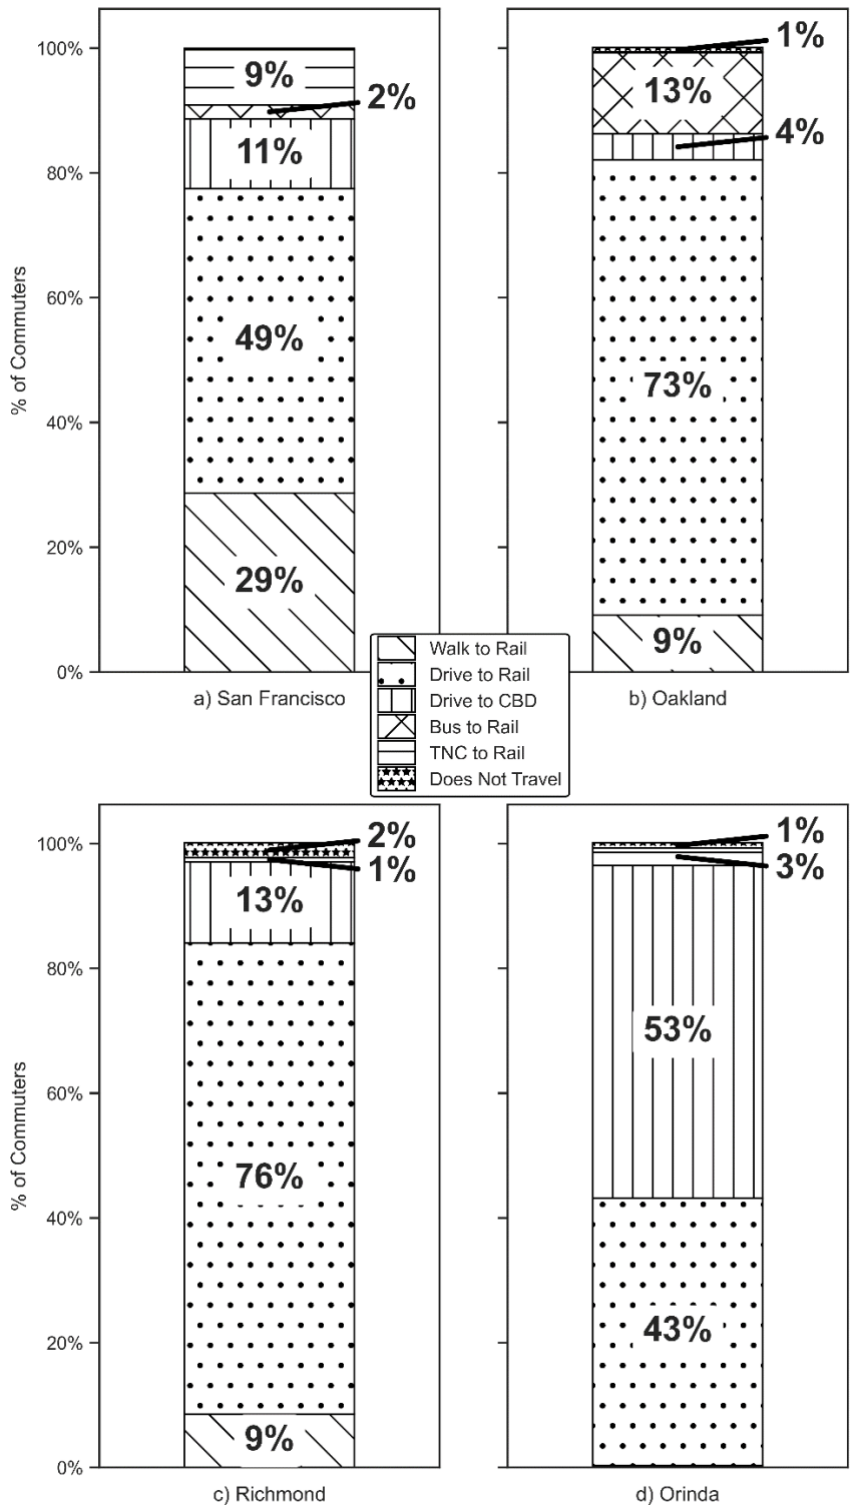 % of Commuters
100%
80%
60%
40%
20%
0%
9%
2%
11%
49%
29%
a) San Francisco
1%
13%
4%
73%
9%
b) Oakland
Walk to Rail
Drive to Rail
Drive to CBD
Bus to Rail
TNC to Rail
Does Not Travel
% of Commuters
100%
80%
60%
40%
20%
0%
2%
1%
13%
76%
9%
c) Richmond
1%
3%
53%
43%
d) Orinda